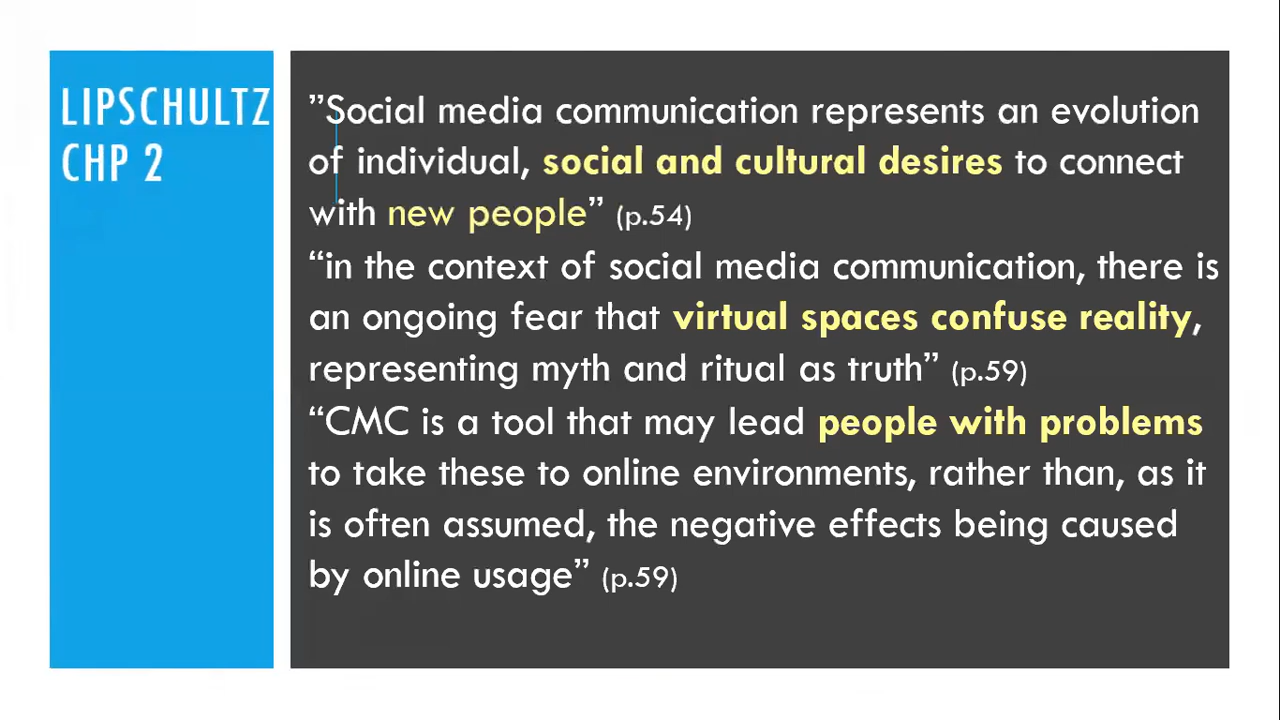 LIPSCHULTZ
CHP 2
”Social media communication represents an evolution
of individual, social and cultural desires to connect
with new people” (p.54)
“in the context of social media communication, there is
an ongoing fear that virtual spaces confuse reality,
representing myth and ritual as truth” (p.59)
“CMC is a tool that may lead people with problems
to take these to online environments, rather than, as it
is often assumed, the negative effects being caused
by online usage” (p.59)